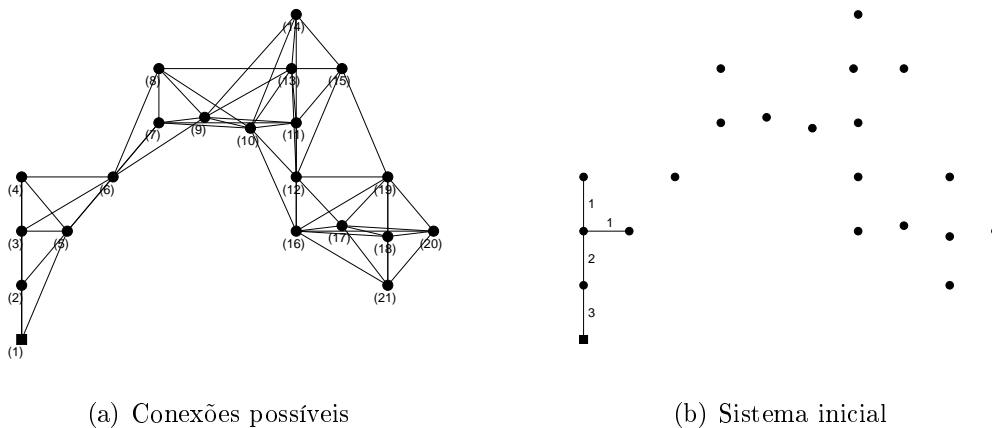 (14)
(8) (13) (15)
(7) (9) (10) (11)
(4) (6) (12) (19)
1
1
(3) (5) (16) (17) (18) (20)
2
(2) (21)
3
(1)
(a) Conexões possíveis (b) Sistema inicial